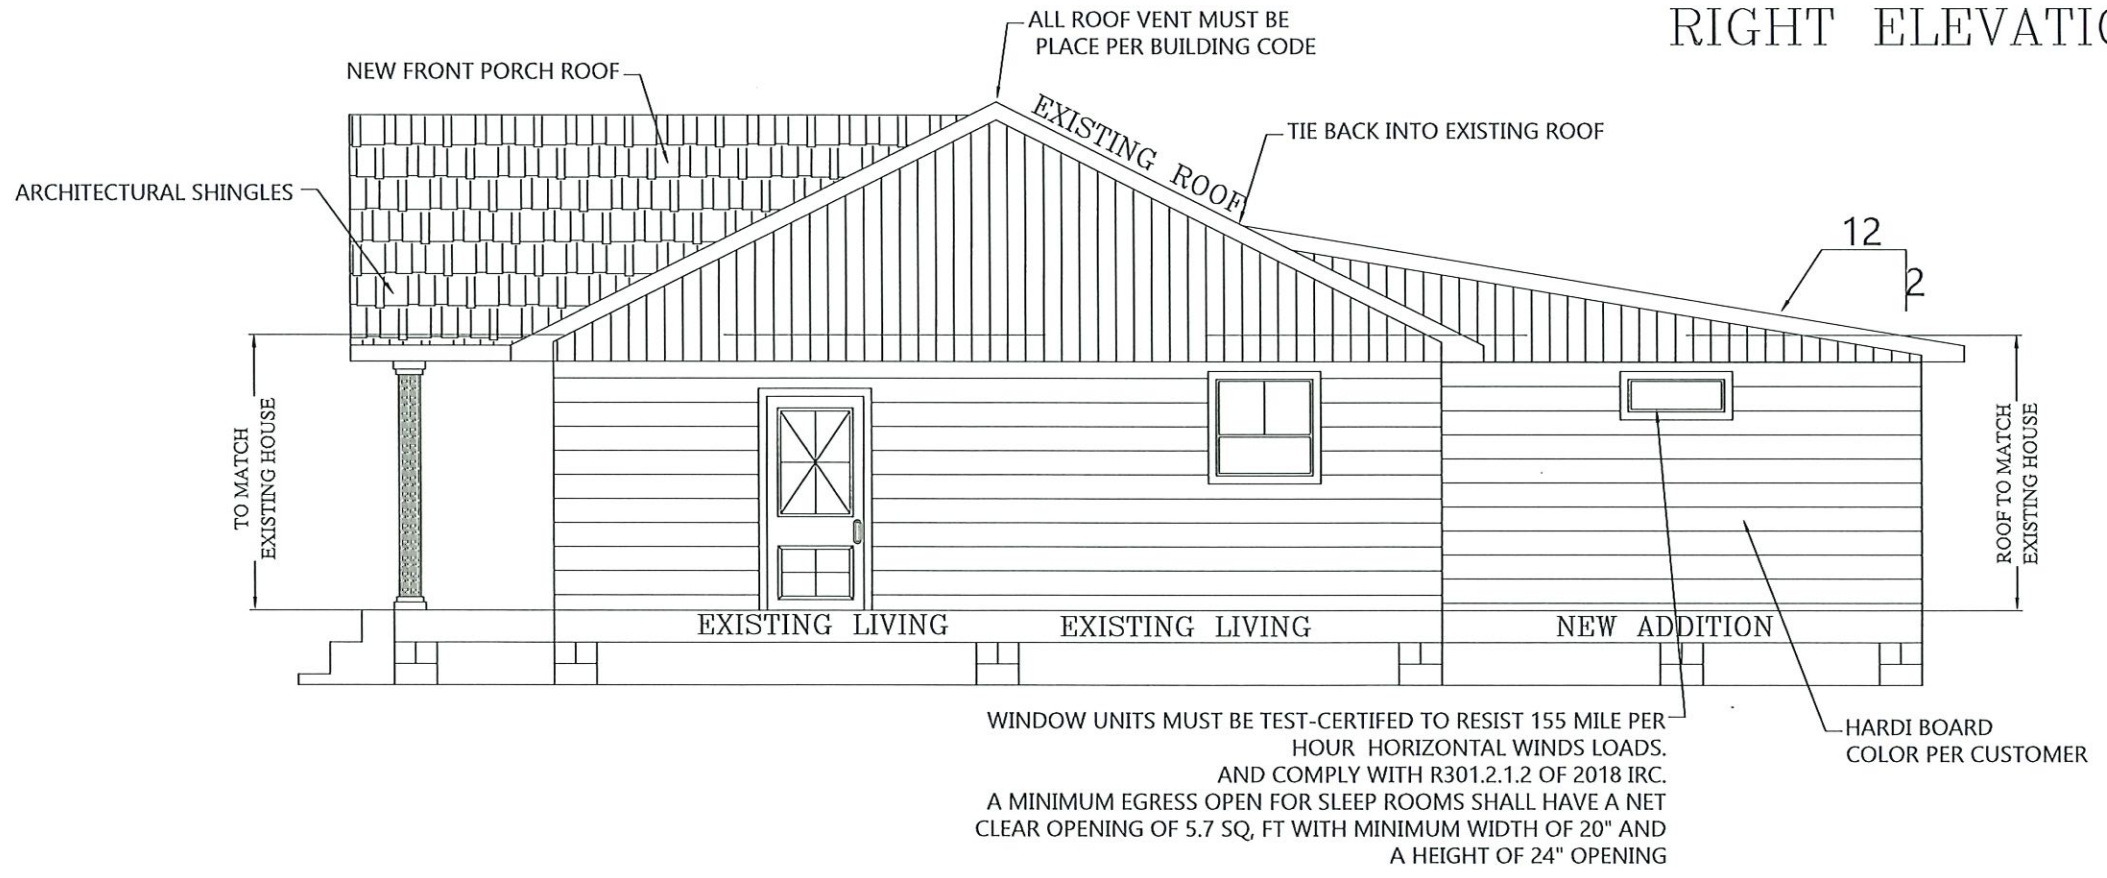 RIGHT ELEVATIO
ALL ROOF VENT MUST BE
PLACE PER BUILDING CODE
NEW FRONT PORCH ROOF
EXISTING ROOF
TIE BACK INTO EXISTING ROOF
ARCHITECTURAL SHINGLES
12
2
TO MATCH
EXISTING HOUSE
ROOF TO MATCH
EXISTING HOUSE
EXISTING LIVING
EXISTING LIVING
NEW ADDITION
WINDOW UNITS MUST BE TEST-CERTIFED TO RESIST 155 MILE PER
HOUR HORIZONTAL WINDS LOADS.
AND COMPLY WITH R301.2.1.2 OF 2018 IRC.
A MINIMUM EGRESS OPEN FOR SLEEP ROOMS SHALL HAVE A NET
CLEAR OPENING OF 5.7 SQ, FT WITH MINIMUM WIDTH OF 20" AND
A HEIGHT OF 24" OPENING
HARDI BOARD
COLOR PER CUSTOMER